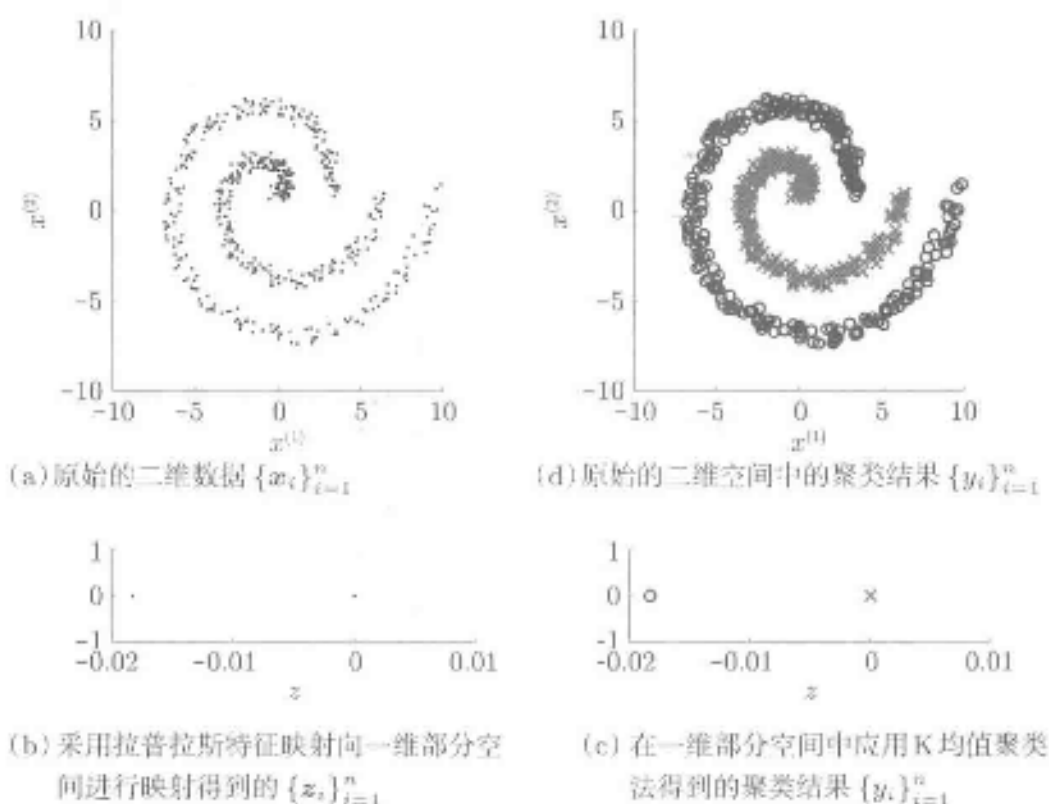 10
5
0
-5
-10
-10 -5 0 5 10
x^{(2)}
x^{(1)}
(a)原始的二维数据 {x_i}_{i=1}^n
10
5
0
-5
-10
-10 -5 0 5 10
x^{(2)}
x^{(1)}
(d)原始的二维空间中的聚类结果 {y_i}_{i=1}^n
1
0
-1
-0.02 -0.01 0 0.01
z
(b)采用拉普拉斯特征映射向一维部分空
间进行映射得到的 {z_i}_{i=1}^n
1
0
-1
-0.02 -0.01 0 0.01
z
(c)在一维部分空间中应用K均值聚类
法得到的聚类结果 {y_i}_{i=1}^n